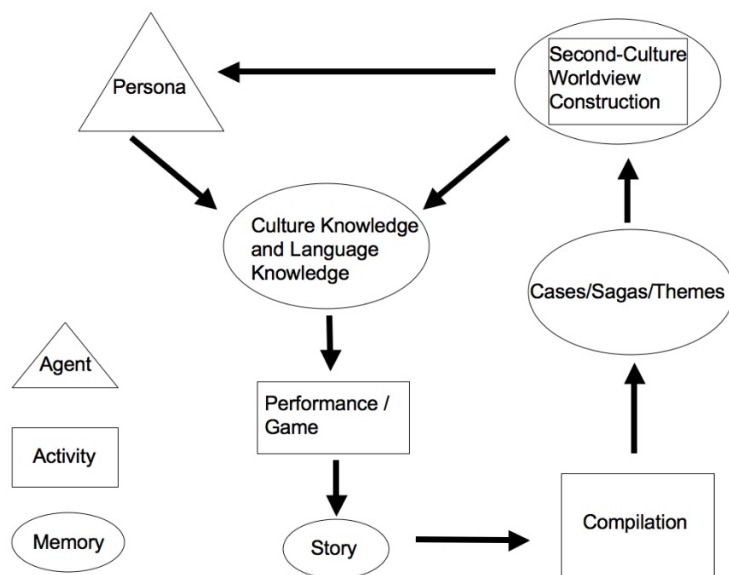 Persona
Second-Culture
Worldview
Construction
Culture Knowledge
and Language
Knowledge
Cases/Sagas/Themes
Agent
Performance /
Game
Activity
Compilation
Memory
Story